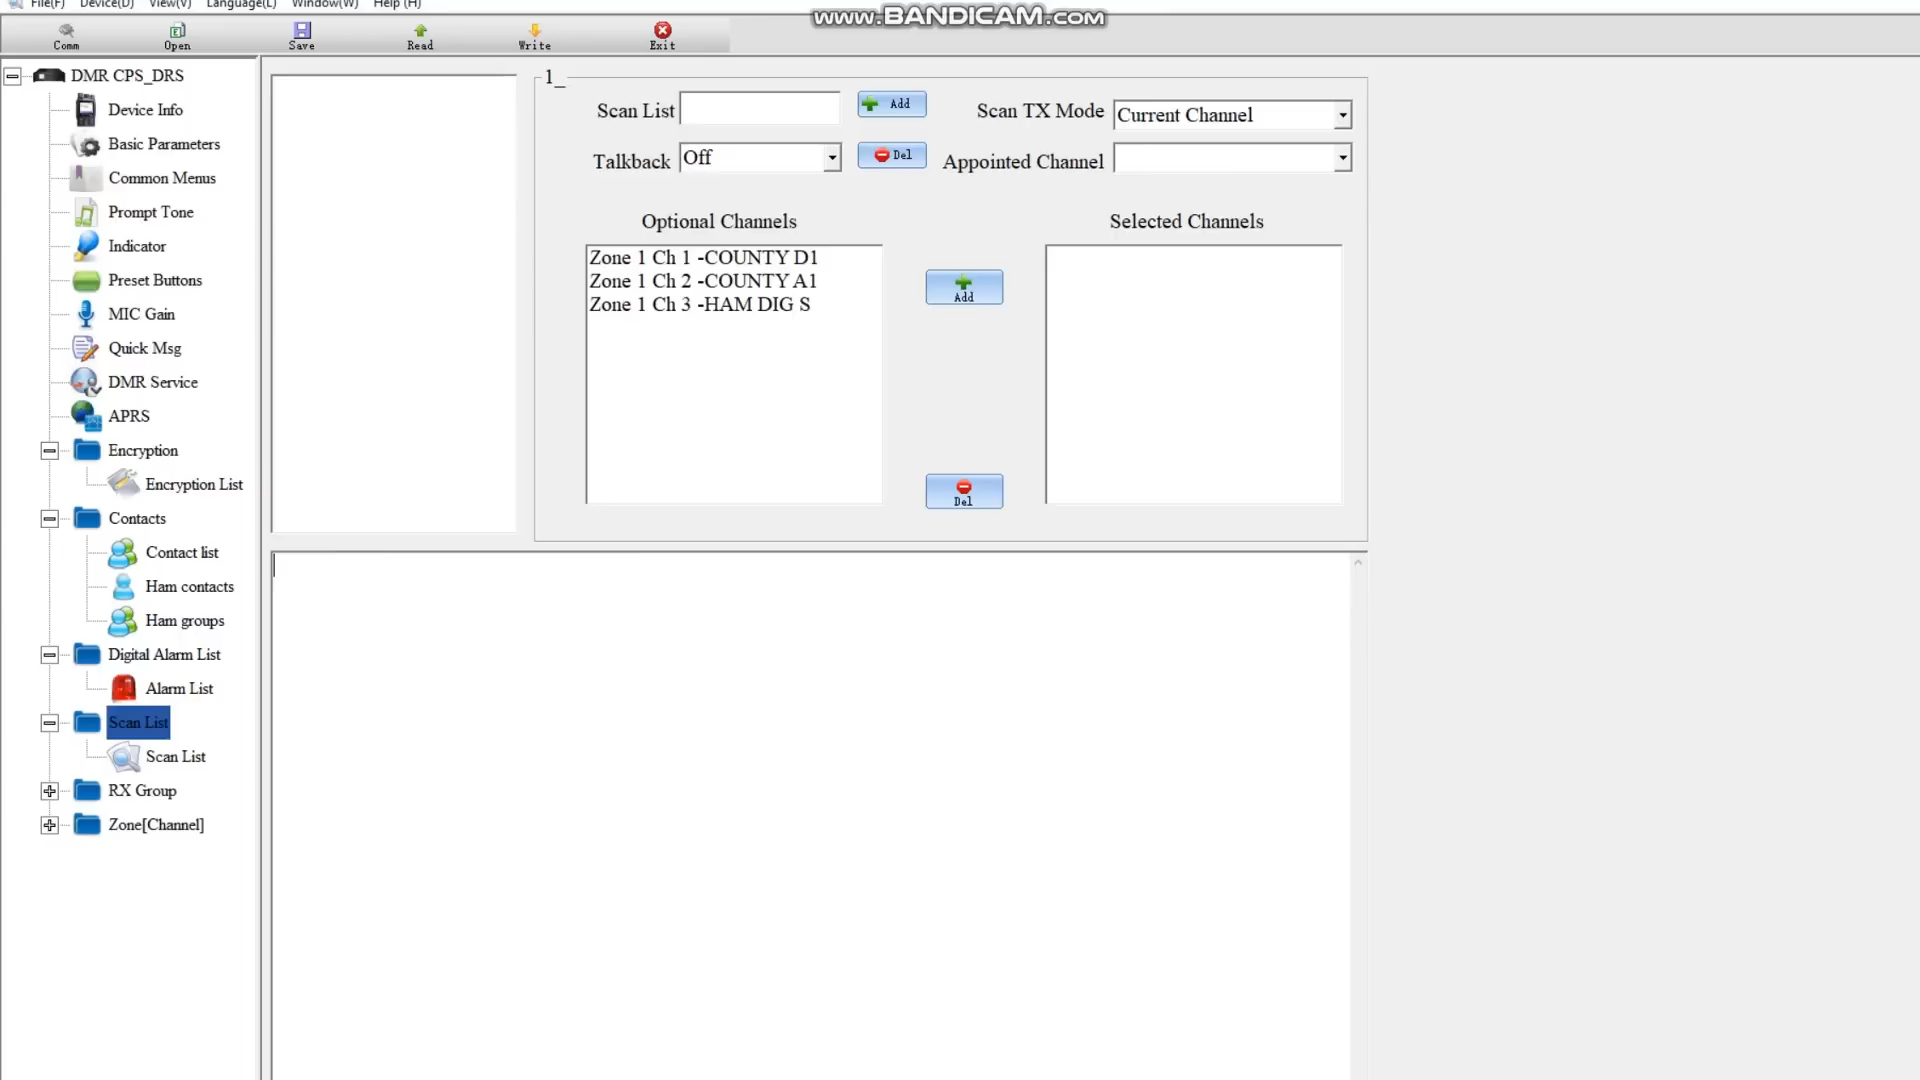 File(F) Device(D) View(V) Language(L) Window(W) Help (H)
www.BANDICAM.com
Comm Open Save Read Write Exit
DMR CPS_DRS
Device Info
Basic Parameters
Common Menus
Prompt Tone
Indicator
Preset Buttons
MIC Gain
Quick Msg
DMR Service
APRS
Encryption
Encryption List
Contacts
Contact list
Ham contacts
Ham groups
Digital Alarm List
Alarm List
Scan List
Scan List
RX Group
Zone[Channel]
1_
Scan List Add Scan TX Mode Current Channel
Talkback Off Del Appointed Channel
Optional Channels Selected Channels
Zone 1 Ch 1 -COUNTY D1
Zone 1 Ch 2 -COUNTY A1
Zone 1 Ch 3 -HAM DIG S
Add
Del